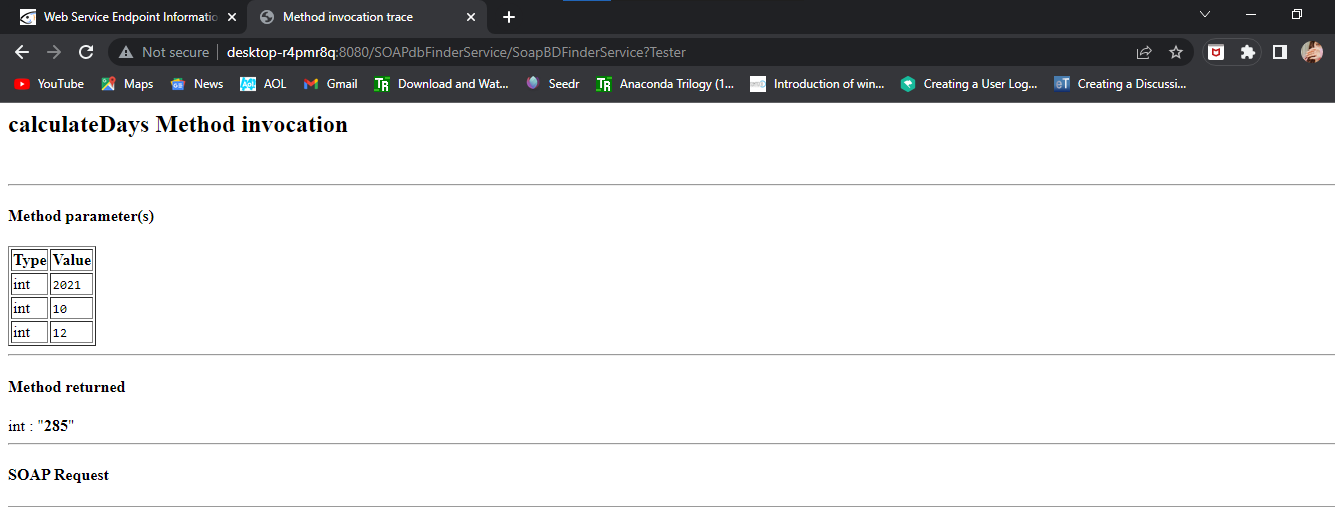 Web Service Endpoint Informatio
Method invocation trace
Not secure desktop-r4pmr8q:8080/SOAPdbFinderService/SoapBDFinderService?Tester
YouTube Maps News AOL Gmail Download and Wat... Seedr Anaconda Trilogy (1... Introduction of win... Creating a User Log... Creating a Discussi...
calculateDays Method invocation
Method parameter(s)
Type Value
int 2021
int 10
int 12
Method returned
int : "285"
SOAP Request